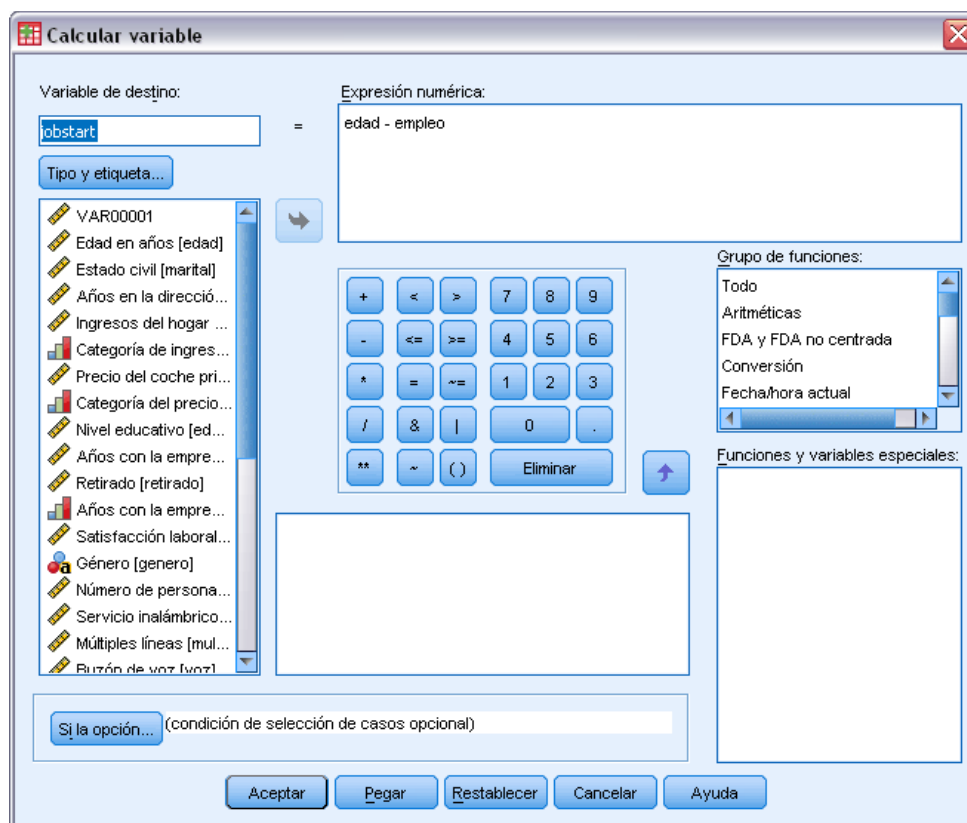 Calcular variable
Variable de destino:
jobstart
=
Expresión numérica:
edad - empleo
Tipo y etiqueta...
VAR00001
Edad en años [edad]
Estado civil [marital]
Años en la direcció...
Ingresos del hogar ...
Categoría de ingres...
Precio del coche pri...
Categoría del precio...
Nivel educativo [ed...
Años con la empre...
Retirado [retirado]
Años con la empre...
Satisfacción laboral...
Género [genero]
Número de persona...
Servicio inalámbrico...
Múltiples líneas [mul...
Buzón de voz [voz]
+ < > 7 8 9
- <= >= 4 5 6
* = ~= 1 2 3
/ & | 0 .
** ~ ( ) Eliminar
Grupo de funciones:
Todo
Aritméticas
FDA y FDA no centrada
Conversión
Fecha/hora actual
Funciones y variables especiales:
Si la opción...
(condición de selección de casos opcional)
Aceptar
Pegar
Restablecer
Cancelar
Ayuda